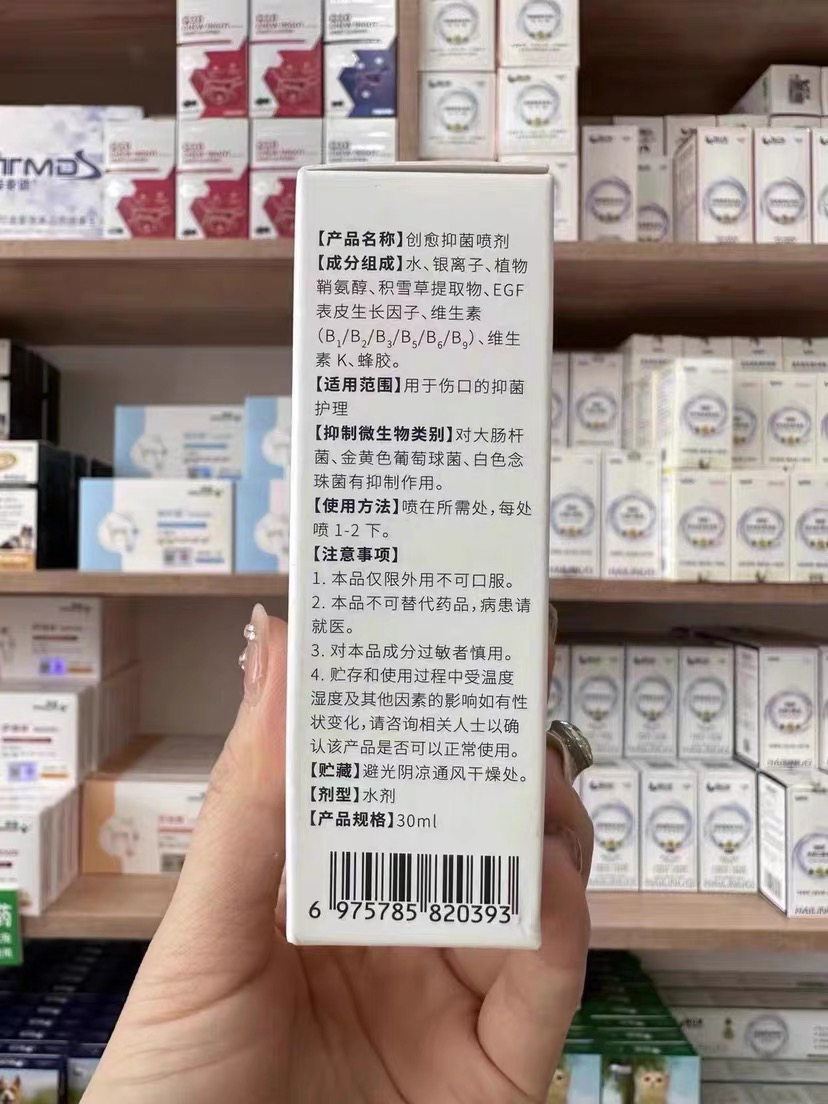 【产品名称】创愈抑菌喷剂
【成分组成】水、银离子、植物
鞘氨醇、积雪草提取物、EGF
表皮生长因子、维生素
（B₁/B₂/B₃/B₅/B₆/B₉）、维生
素 K、蜂胶。
【适用范围】用于伤口的抑菌
护理
【抑制微生物类别】对大肠杆
菌、金黄色葡萄球菌、白色念
珠菌有抑制作用。
【使用方法】喷在所需处，每处
喷 1-2 下。
【注意事项】
1. 本品仅限外用不可口服。
2. 本品不可替代药品，病患请
就医。
3. 对本品成分过敏者慎用。
4. 贮存和使用过程中受温度
湿度及其他因素的影响如有性
状变化，请咨询相关人士以确
认该产品是否可以正常使用。
【贮藏】避光阴凉通风干燥处。
【剂型】水剂
【产品规格】30ml
6 975785 820393